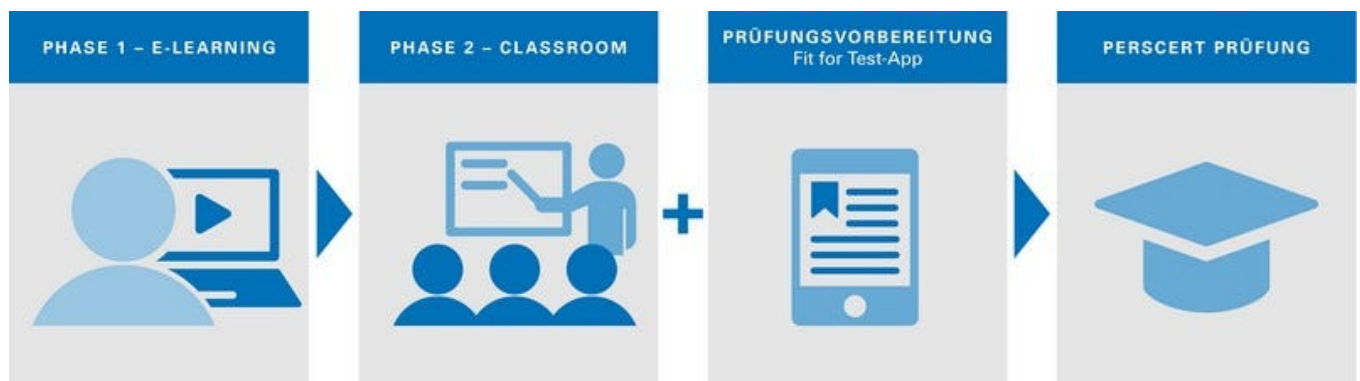 PHASE 1 – E-LEARNING
PHASE 2 – CLASSROOM
PRÜFUNGSVORBEREITUNG
Fit for Test-App
PERSCERT PRÜFUNG